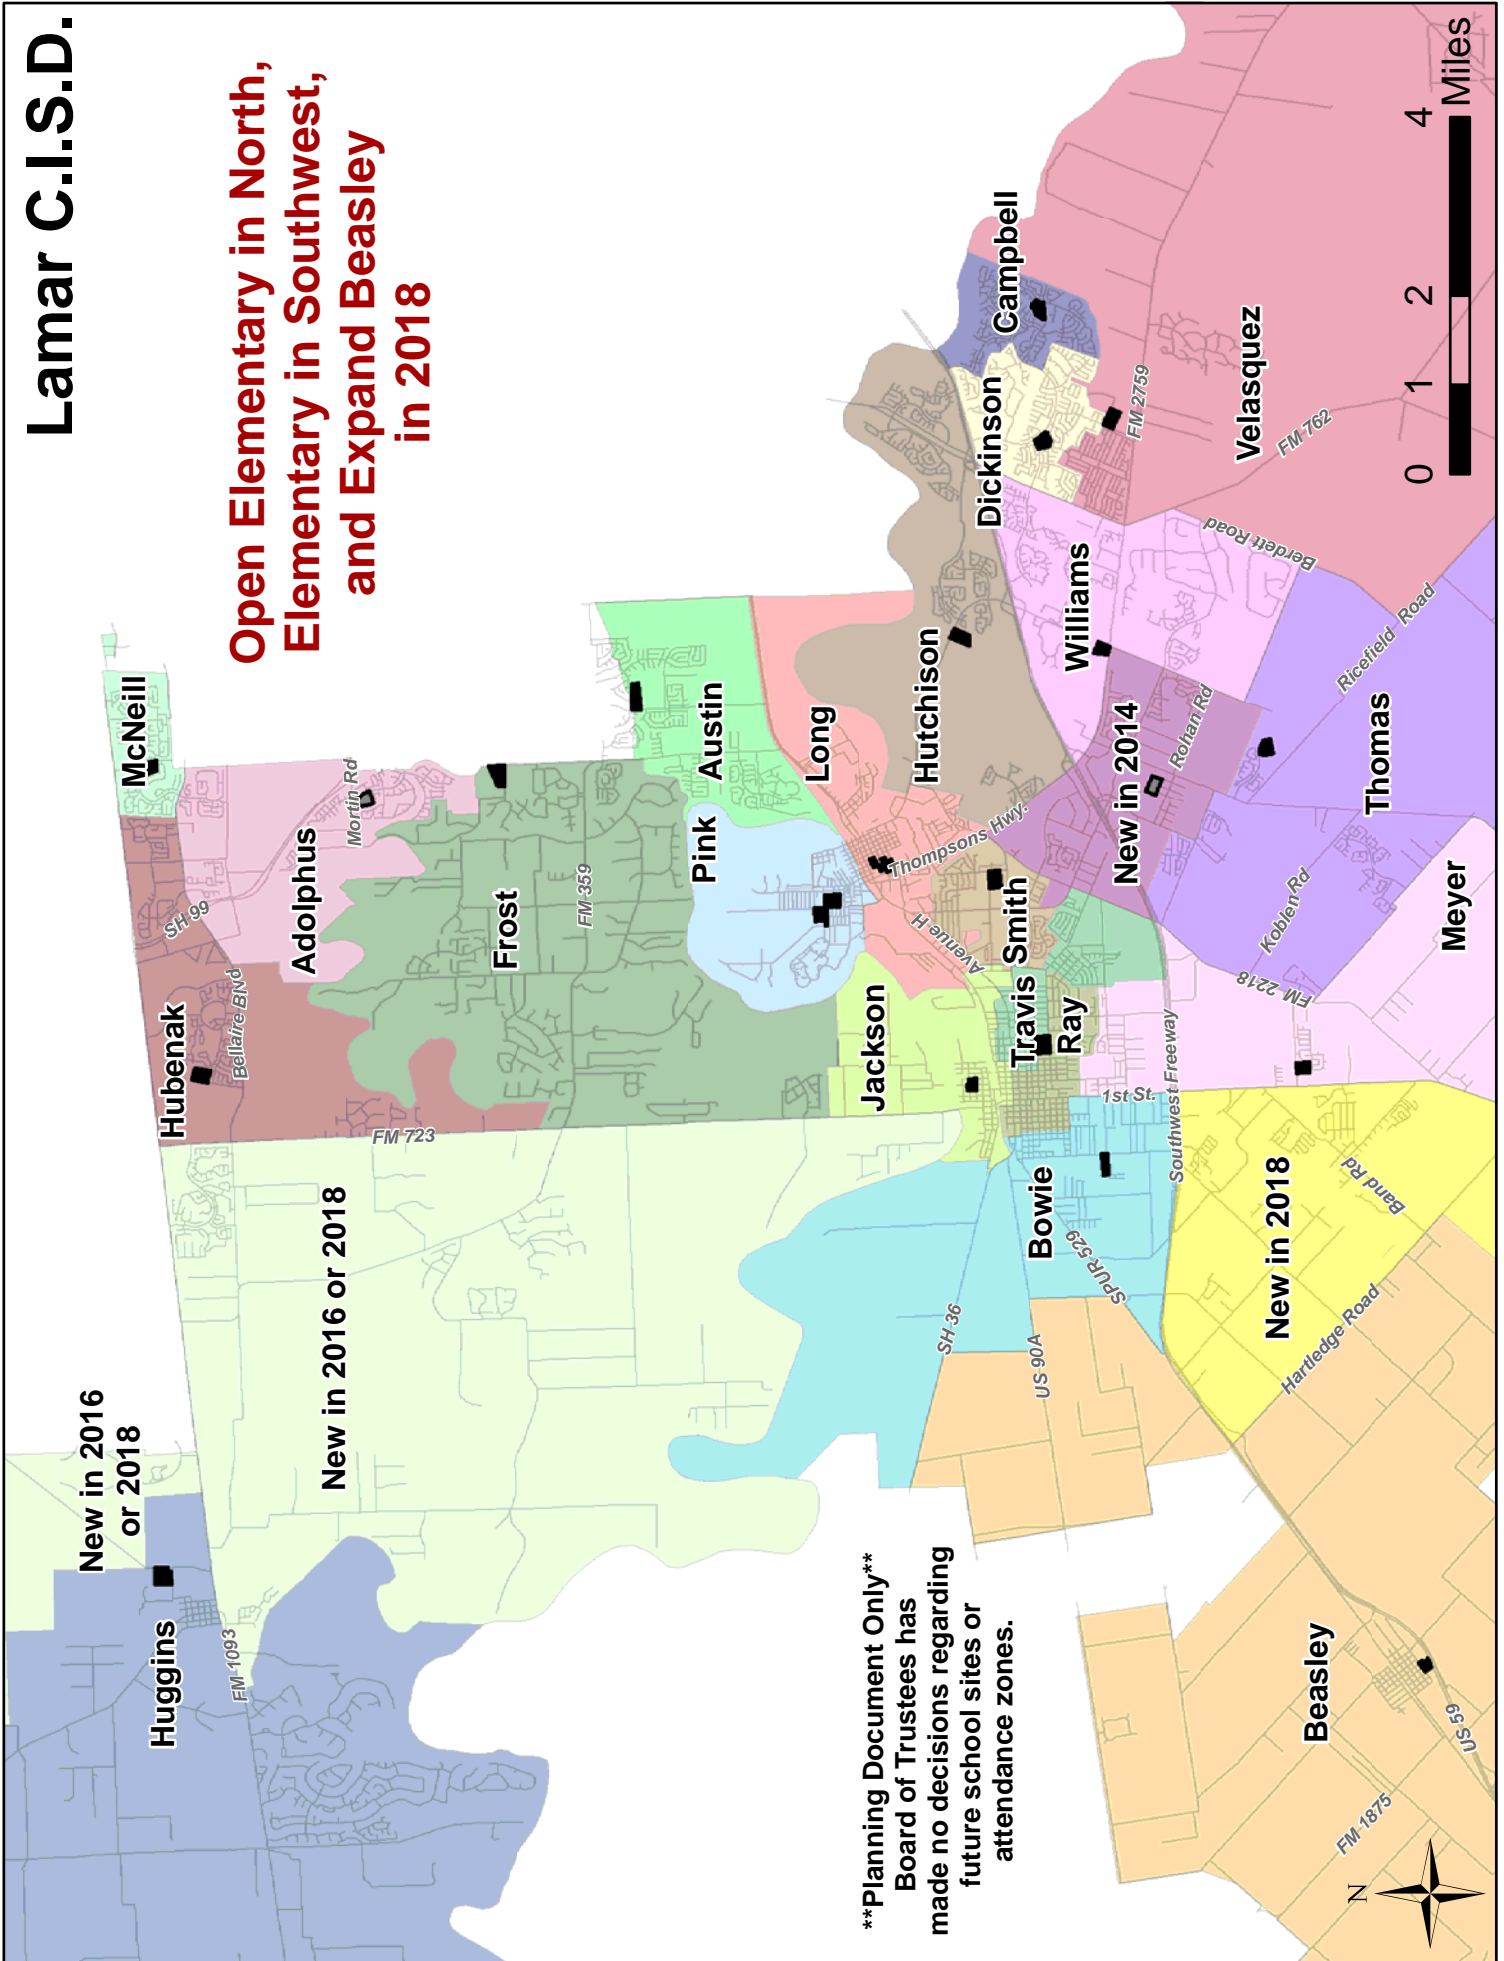 Lamar C.I.S.D.
Open Elementary in North,
Elementary in Southwest,
and Expand Beasley
in 2018
New in 2016
or 2018
Huggins
FM 1093
New in 2016 or 2018
Hubenak
Bellaire Blvd
SH 99
McNeill
Adolphus
Mortin Rd
FM 723
Frost
FM 359
Pink
Austin
Long
Hutchison
Thompsons Hwy.
Avenue H
Jackson
Travis
Ray
Smith
Dickinson
Campbell
Williams
New in 2014
Rohan Rd
FM 2759
Velasquez
FM 762
Berdett Road
Ricefield Road
Thomas
Koblen Rd
FM 2218
Meyer
Bowie
SH 36
US 90A
SPUR 529
1st St.
Southwest Freeway
New in 2018
Band Rd
Hartledge Road
Beasley
US 59
FM 1875
**Planning Document Only**
Board of Trustees has
made no decisions regarding
future school sites or
attendance zones.
N
0 1 2 4
Miles